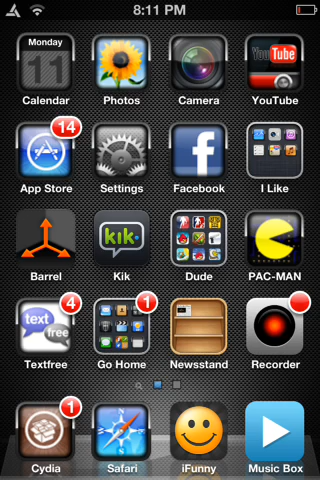 8:11 PM
Monday
11
Calendar
Photos
Camera
You Tube
YouTube
14
App Store
Settings
Facebook
I Like
Barrel
kik
Kik
Dude
PAC-MAN
4
text
free
Textfree
1
Go Home
Newsstand
Recorder
1
Cydia
Safari
iFunny
Music Box